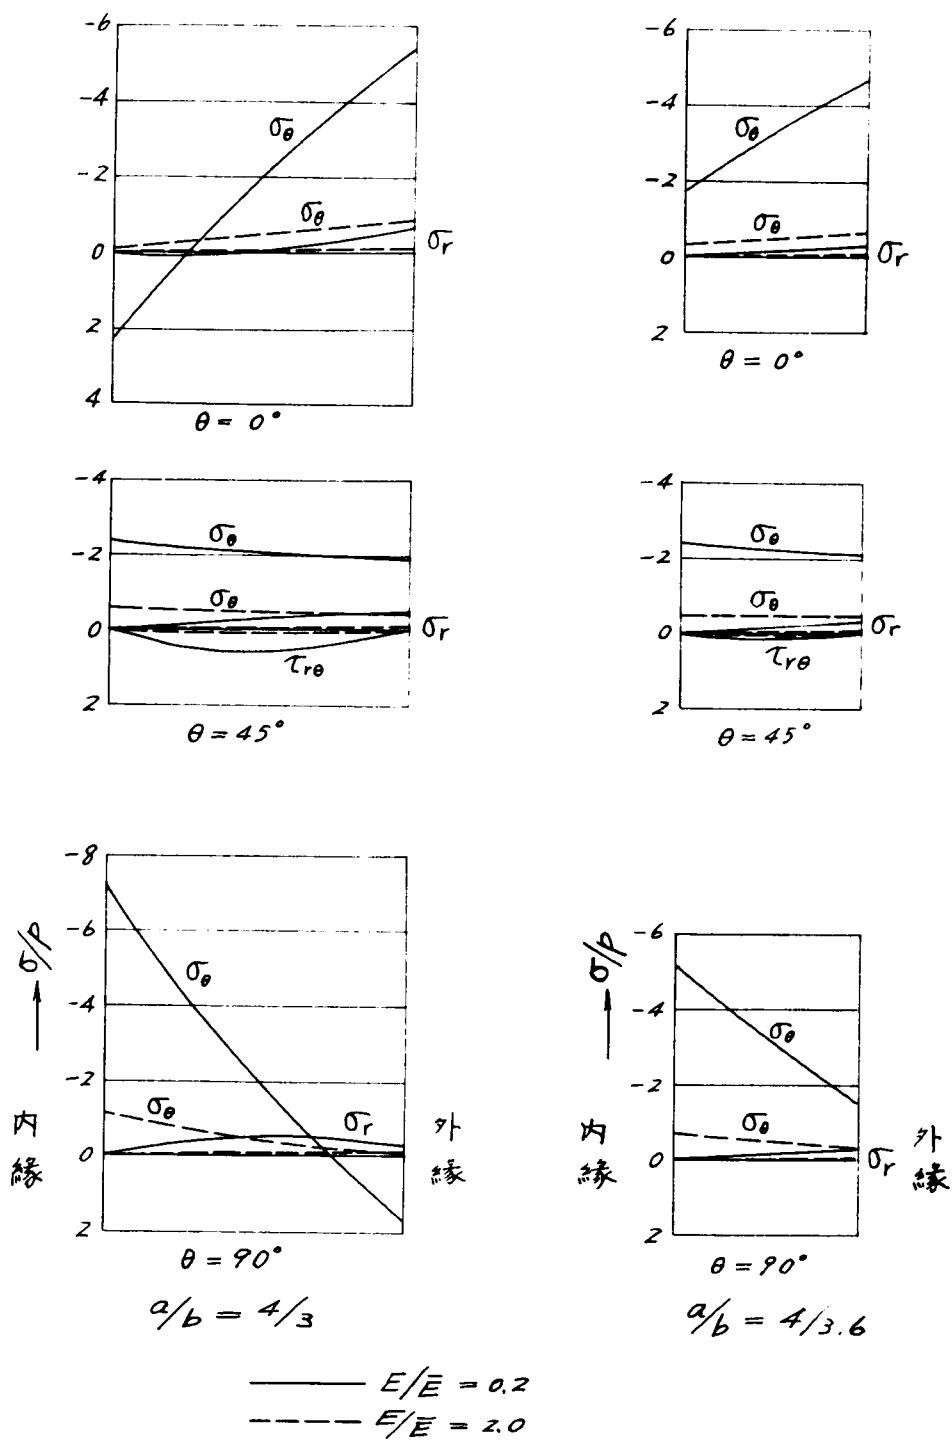 -6
-4
-2
0
2
4
σθ
σθ
σr
θ = 0°
-6
-4
-2
0
2
σθ
σθ
σr
θ = 0°
-4
-2
0
2
σθ
σθ
σr
τrθ
θ = 45°
-4
-2
0
2
σθ
σθ
σr
τrθ
θ = 45°
-8
-6
-4
-2
0
2
σ/P
σθ
σθ
σr
内縁
外縁
θ = 90°
a/b = 4/3
-6
-4
-2
0
2
σ/P
σθ
σθ
σr
内縁
外縁
θ = 90°
a/b = 4/3.6
E/Ē = 0.2
E/Ē = 2.0